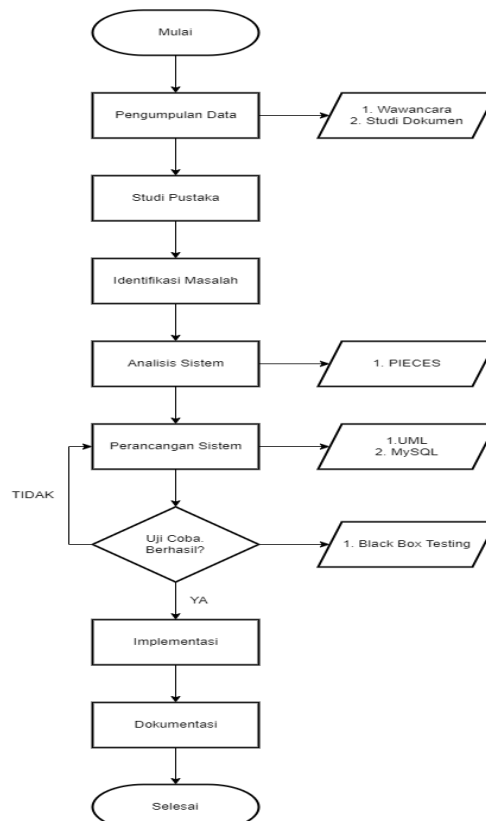 Mulai
Pengumpulan Data
1. Wawancara
2. Studi Dokumen
Studi Pustaka
Identifikasi Masalah
Analisis Sistem
1. PIECES
Perancangan Sistem
1.UML
2. MySQL
TIDAK
Uji Coba.
Berhasil?
1. Black Box Testing
YA
Implementasi
Dokumentasi
Selesai